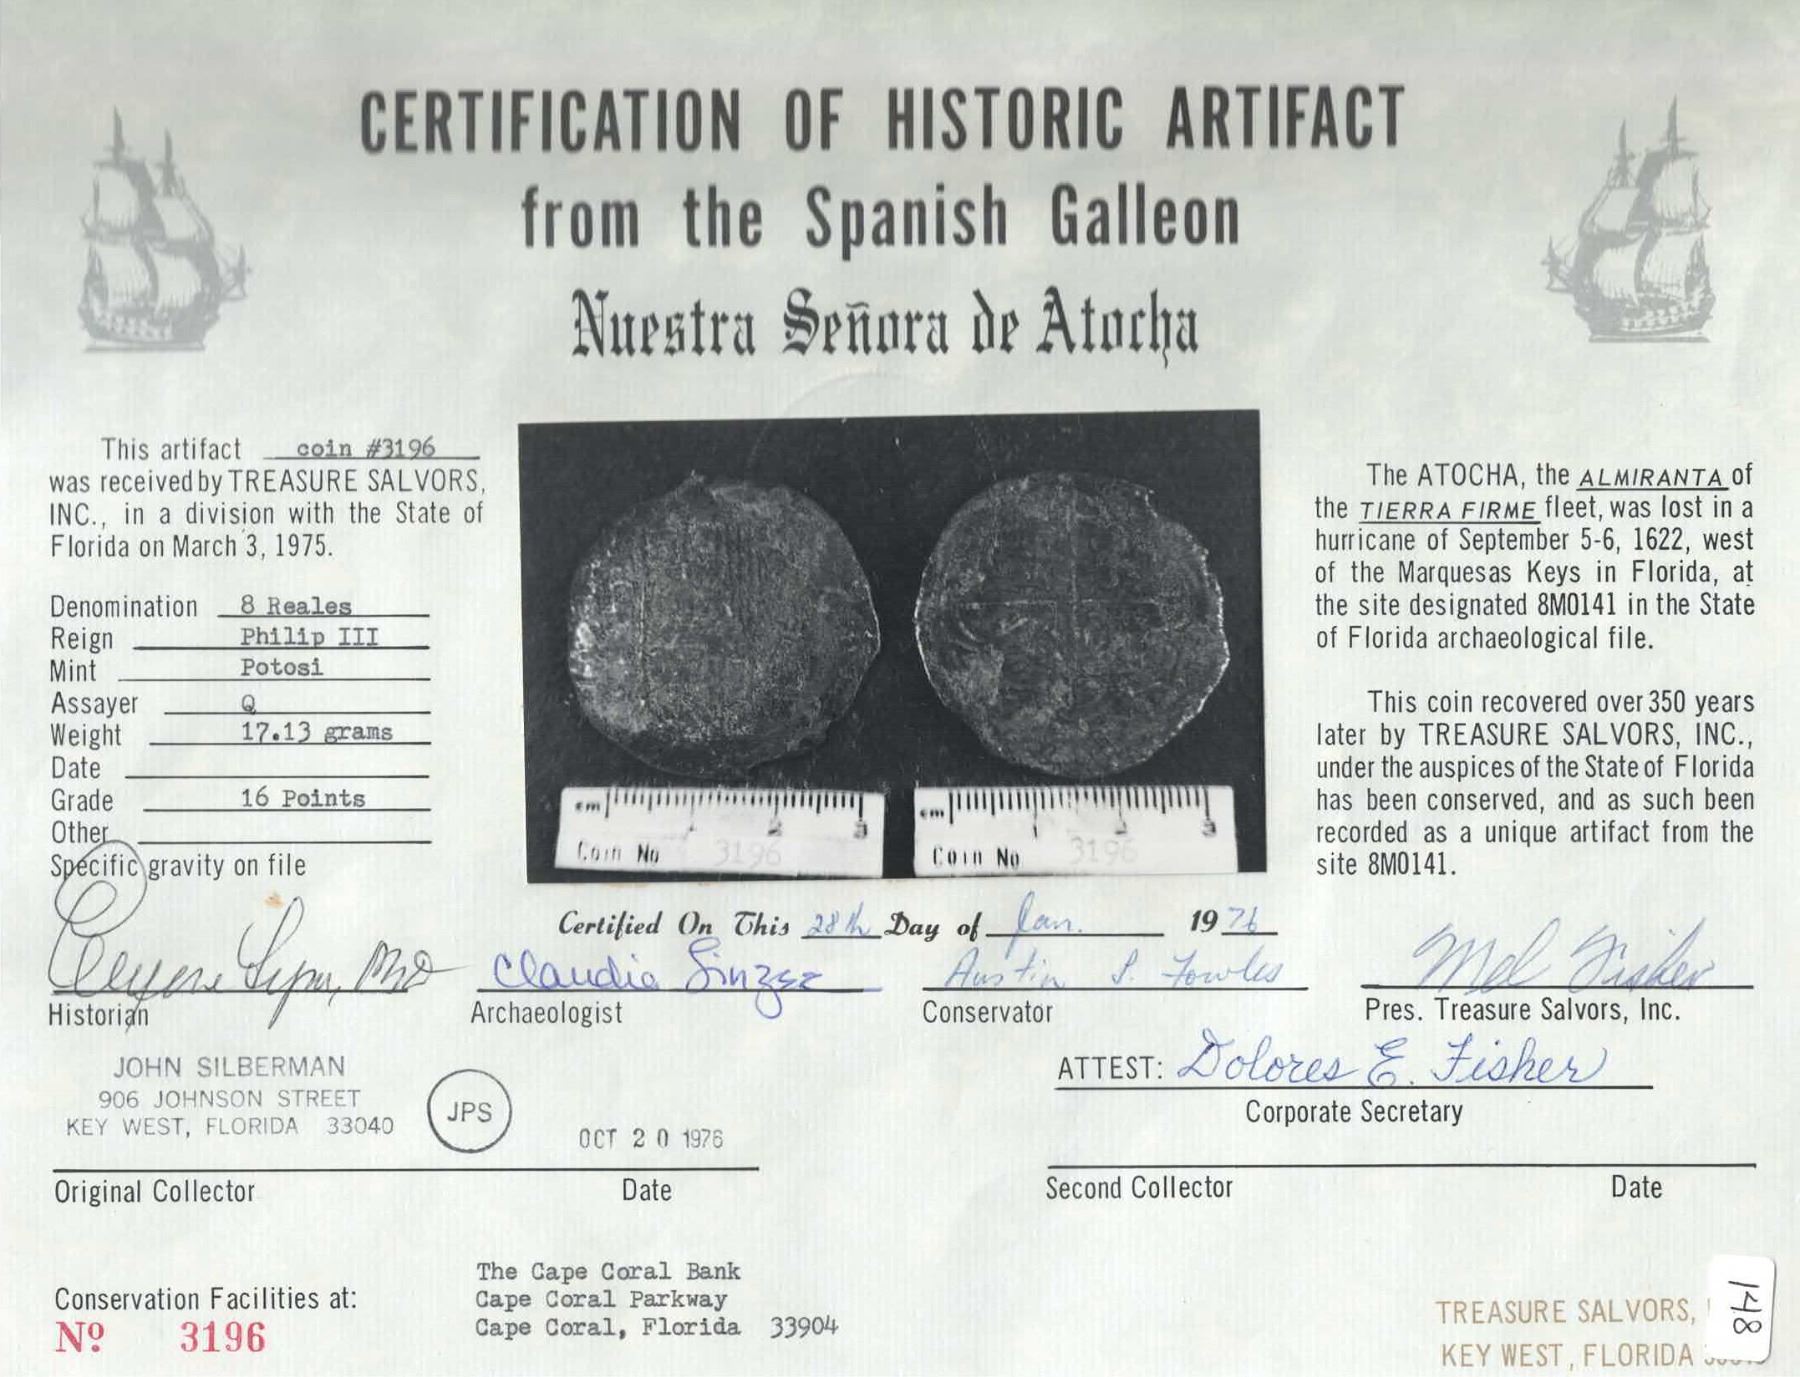 CERTIFICATION OF HISTORIC ARTIFACT
from the Spanish Galleon
Nuestra Señora de Atocha
This artifact coin #3196
was received by TREASURE SALVORS,
INC., in a division with the State of
Florida on March 3, 1975.
Denomination 8 Reales
Reign Philip III
Mint Potosi
Assayer Q
Weight 17.13 grams
Date
Grade 16 Points
Other
Specific gravity on file
cm 1 2 3
Coin No 3196
cm 1 2 3
Coin No 3196
The ATOCHA, the ALMIRANTA of
the TIERRA FIRME fleet, was lost in a
hurricane of September 5-6, 1622, west
of the Marquesas Keys in Florida, at
the site designated 8MO141 in the State
of Florida archaeological file.
This coin recovered over 350 years
later by TREASURE SALVORS, INC.,
under the auspices of the State of Florida
has been conserved, and as such been
recorded as a unique artifact from the
site 8MO141.
Certified On This 28th Day of Jan. 1976
Eugene Lyon, PhD
Historian
Claudia
Archaeologist
Austin P. Fowles
Conservator
Mel Fisher
Pres. Treasure Salvors, Inc.
JOHN SILBERMAN
906 JOHNSON STREET
KEY WEST, FLORIDA 33040
JPS
OCT 20 1976
ATTEST: Dolores E. Fisher
Corporate Secretary
Original Collector Date
Second Collector Date
Conservation Facilities at:
Nº 3196
The Cape Coral Bank
Cape Coral Parkway
Cape Coral, Florida 33904
TREASURE SALVORS,
KEY WEST, FLORIDA
148